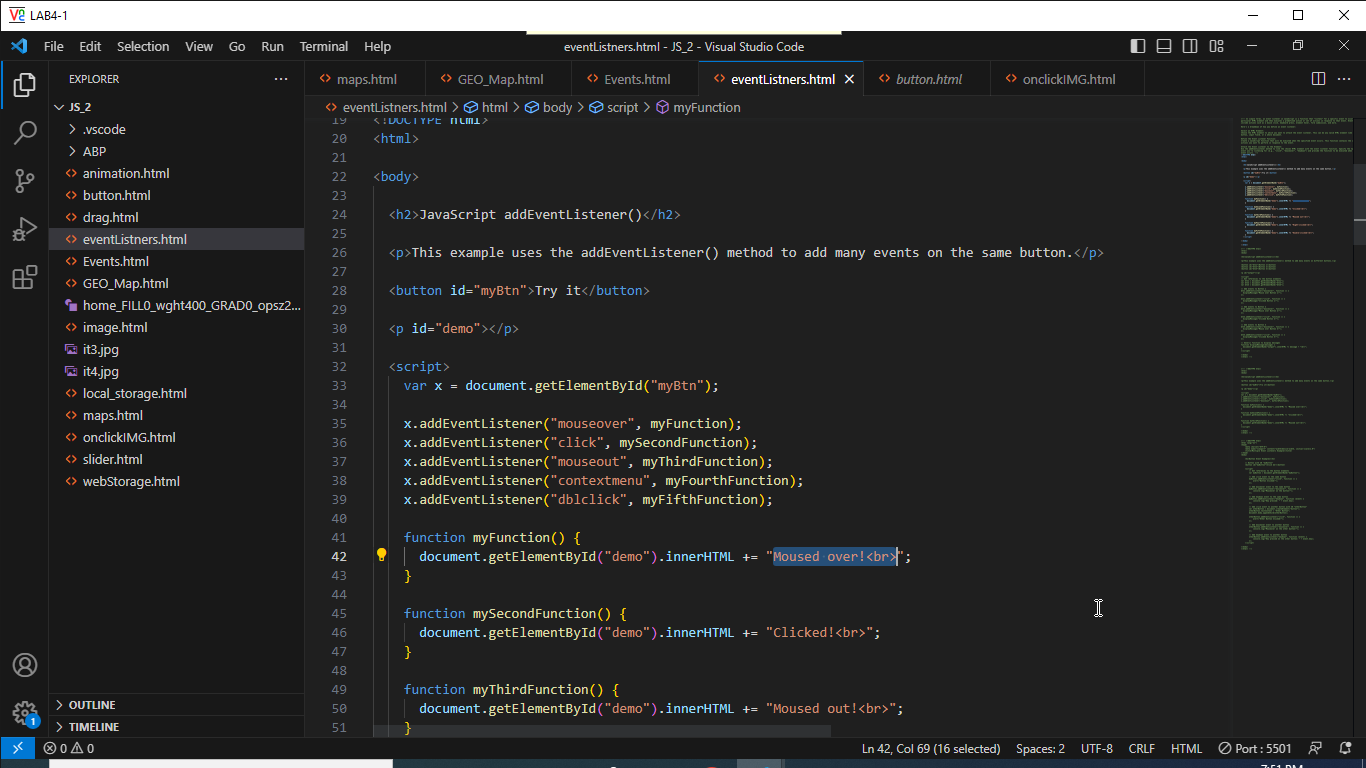 LAB4-1
File Edit Selection View Go Run Terminal Help
eventListners.html - JS_2 - Visual Studio Code
EXPLORER
maps.html GEO_Map.html Events.html eventListners.html button.html onclickIMG.html
eventListners.html > html > body > script > myFunction
JS_2
.vscode
ABP
animation.html
button.html
drag.html
eventListners.html
Events.html
GEO_Map.html
home_FILL0_wght400_GRAD0_opsz2...
image.html
it3.jpg
it4.jpg
local_storage.html
maps.html
onclickIMG.html
slider.html
webStorage.html
OUTLINE
TIMELINE
19 <!DOCTYPE html>
20 <html>
21
22 <body>
23
24 <h2>JavaScript addEventListener()</h2>
25
26 <p>This example uses the addEventListener() method to add many events on the same button.</p>
27
28 <button id="myBtn">Try it</button>
29
30 <p id="demo"></p>
31
32 <script>
33 var x = document.getElementById("myBtn");
34
35 x.addEventListener("mouseover", myFunction);
36 x.addEventListener("click", mySecondFunction);
37 x.addEventListener("mouseout", myThirdFunction);
38 x.addEventListener("contextmenu", myFourthFunction);
39 x.addEventListener("dblclick", myFifthFunction);
40
41 function myFunction() {
42 document.getElementById("demo").innerHTML += "Moused over!<br>";
43 }
44
45 function mySecondFunction() {
46 document.getElementById("demo").innerHTML += "Clicked!<br>";
47 }
48
49 function myThirdFunction() {
50 document.getElementById("demo").innerHTML += "Moused out!<br>";
51 }
1
0 0 Ln 42, Col 69 (16 selected) Spaces: 2 UTF-8 CRLF HTML Port : 5501
7:51 PM